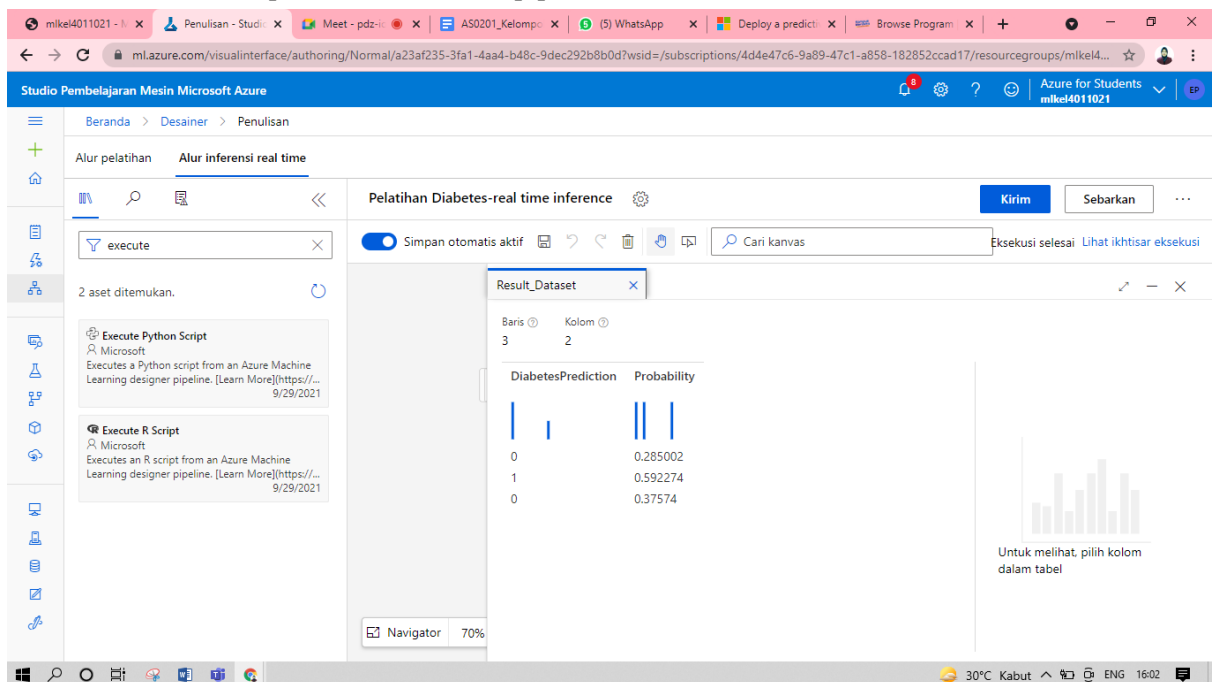 mlkel4011021 - M
Penulisan - Studio
Meet - pdz-ic
AS0201_Kelompo
(5) WhatsApp
Deploy a predicti
Browse Program
ml.azure.com/visualinterface/authoring/Normal/a23af235-3fa1-4aa4-b48c-9dec292b8b0d?wsid=/subscriptions/4d4e47c6-9a89-47c1-a858-182852ccad17/resourcegroups/mlkel4...
Studio Pembelajaran Mesin Microsoft Azure
8
Azure for Students
mlkel4011021
EP
Beranda > Desainer > Penulisan
Alur pelatihan
Alur inferensi real time
Pelatihan Diabetes-real time inference
Kirim
Sebarkan
execute
Simpan otomatis aktif
Cari kanvas
Eksekusi selesai
Lihat ikhtisar eksekusi
2 aset ditemukan.
Execute Python Script
Microsoft
Executes a Python script from an Azure Machine
Learning designer pipeline. [Learn More](https://...
9/29/2021
Execute R Script
Microsoft
Executes an R script from an Azure Machine
Learning designer pipeline. [Learn More](https://...
9/29/2021
Result_Dataset
Baris Kolom
3 2
DiabetesPrediction Probability
0 0.285002
1 0.592274
0 0.37574
Untuk melihat, pilih kolom
dalam tabel
Navigator 70%
30°C Kabut
ENG 16:02